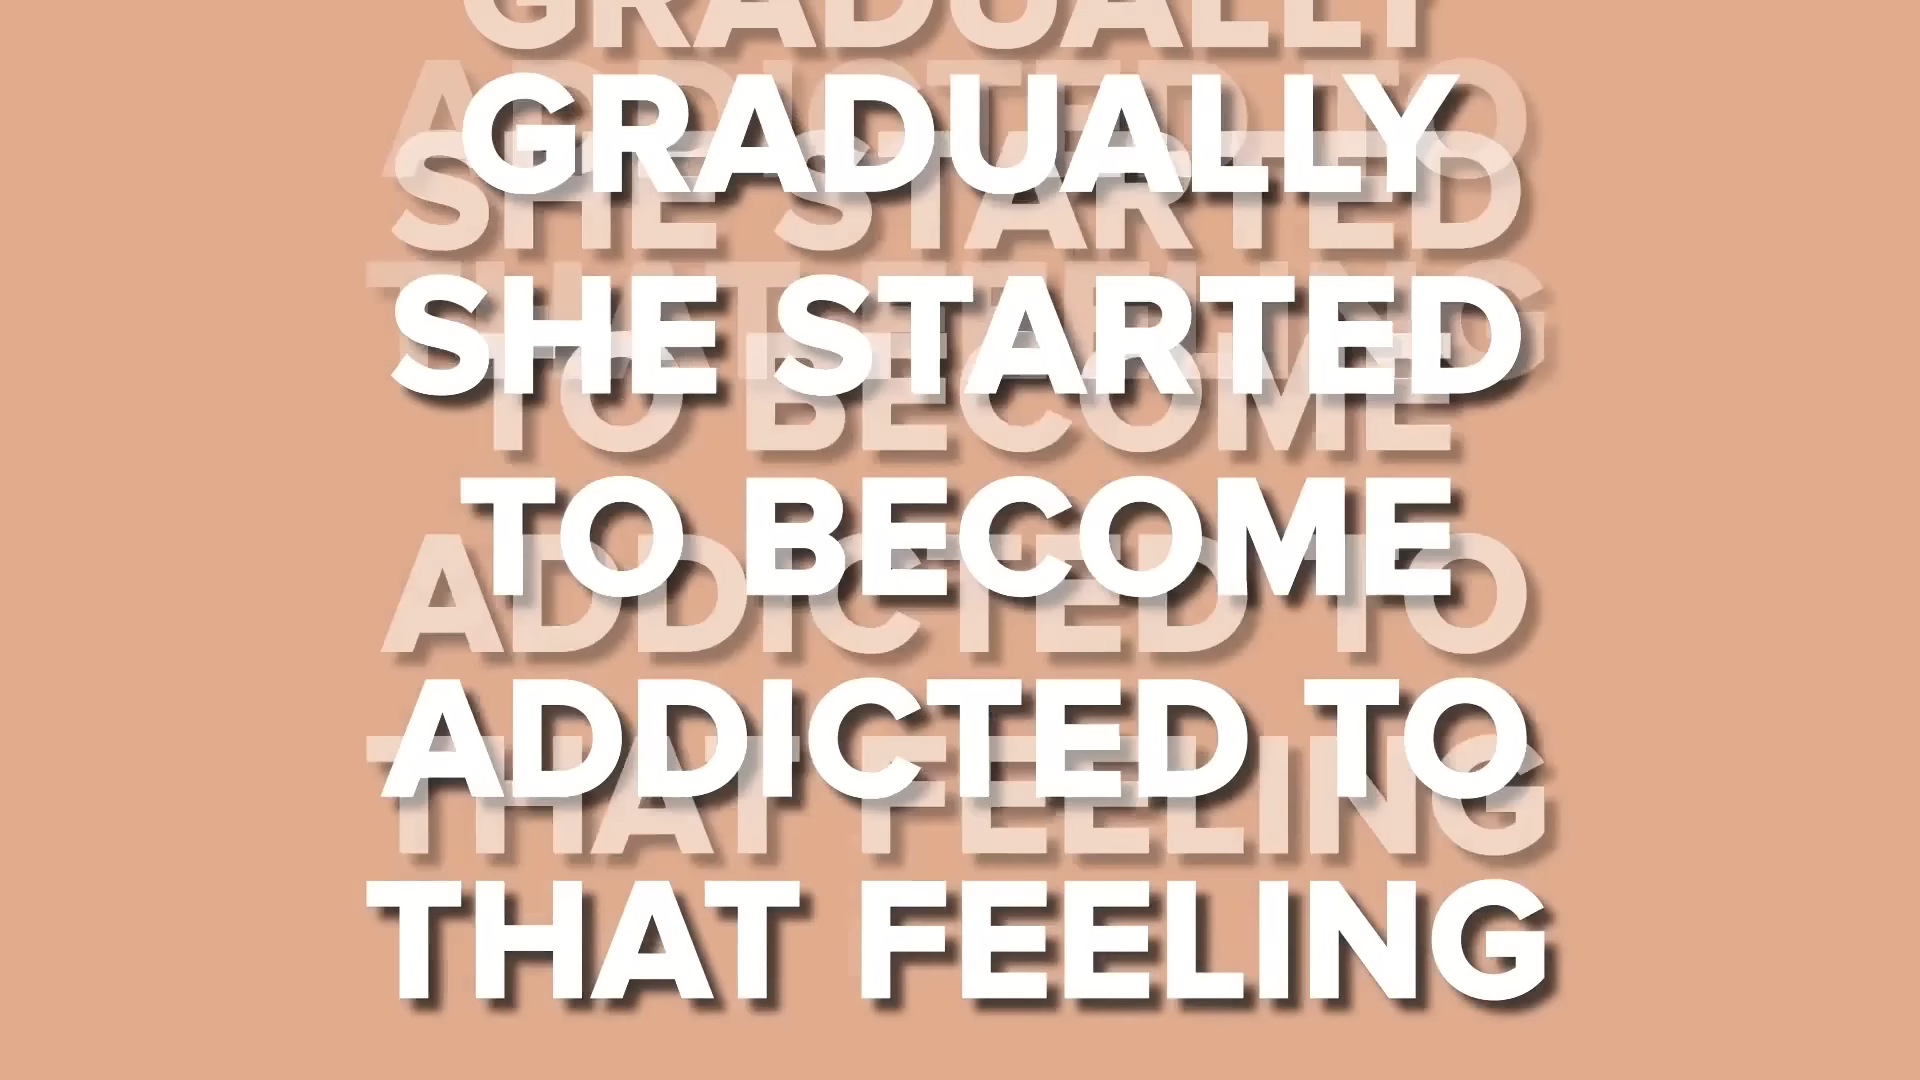 GRADUALLY
SHE STARTED
TO BECOME
ADDICTED TO
THAT FEELING